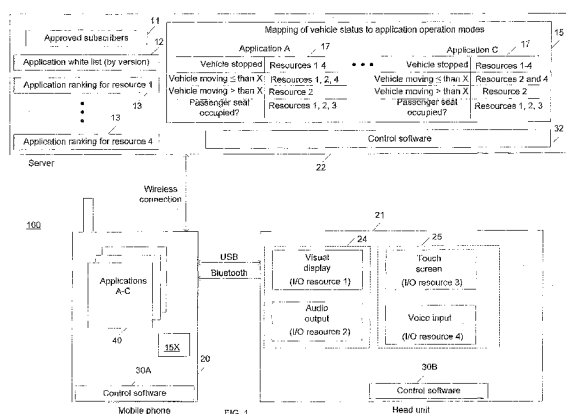 11
Approved subscribers
12
Application white list (by version)
Application ranking for resource 1
13
13
Application ranking for resource 4
Server
Mapping of vehicle status to application operation modes
15
Application A
17
Vehicle stopped
Resources 1-4
Vehicle moving ≤ than X
Resources 1, 2, 4
Vehicle moving > than X
Resource 2
Passenger seat occupied?
Resources 1, 2, 3
Application C
17
Vehicle stopped
Resources 1-4
Vehicle moving ≤ than X
Resources 2 and 4
Vehicle moving > than X
Resource 2
Passenger seat occupied?
Resources 1, 2, 3
Control software
32
22
Wireless connection
100
Applications A-C
40
15X
20
30A
Control software
Mobile phone
USB
Bluetooth
21
24
Visual display
(I/O resource 1)
Audio output
(I/O resource 2)
25
Touch screen
(I/O resource 3)
Voice input
(I/O resource 4)
30B
Control software
Head unit
FIG. 1